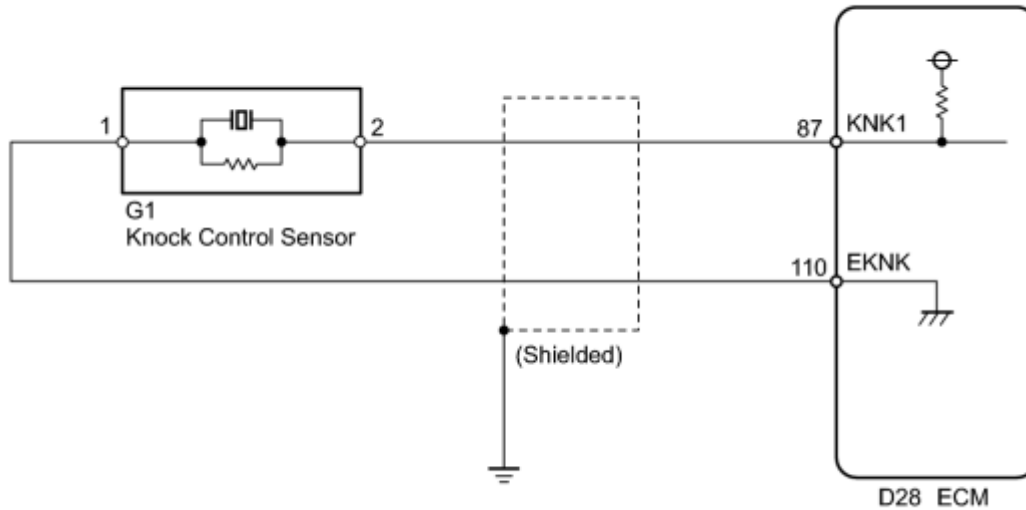 1
2
G1
Knock Control Sensor
(Shielded)
87
KNK1
110
EKNK
D28 ECM